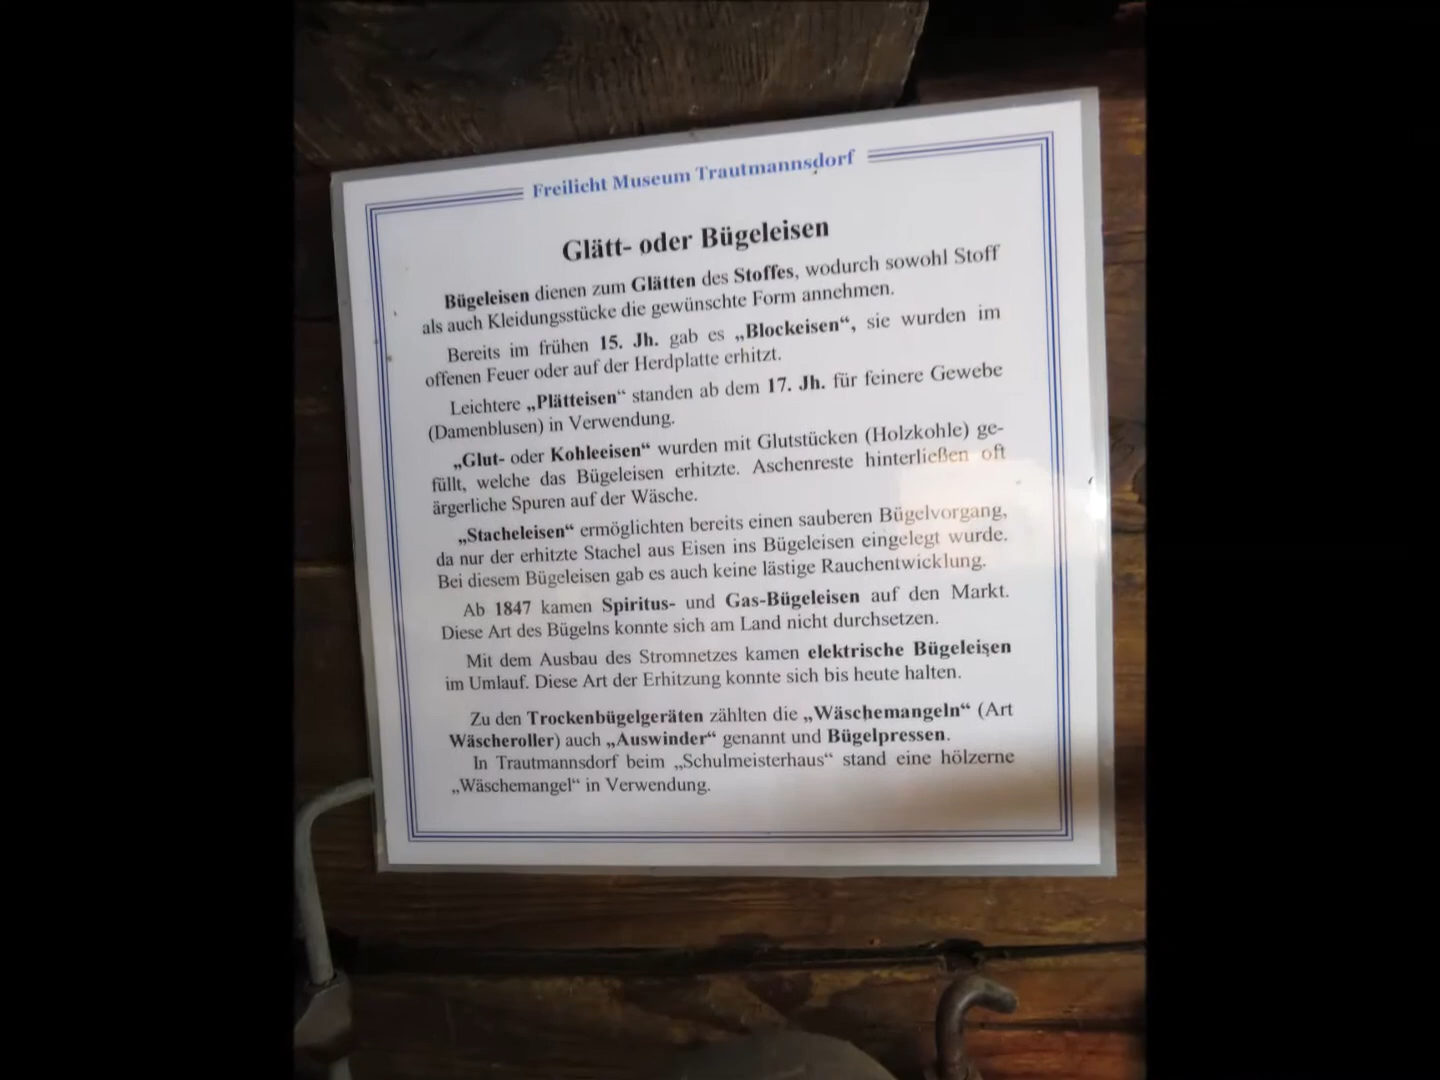 Freilicht Museum Trautmannsdorf
Glätt- oder Bügeleisen
Bügeleisen dienen zum Glätten des Stoffes, wodurch sowohl Stoff
als auch Kleidungsstücke die gewünschte Form annehmen.
Bereits im frühen 15. Jh. gab es „Blockeisen“, sie wurden im
offenen Feuer oder auf der Herdplatte erhitzt.
Leichtere „Plätteisen“ standen ab dem 17. Jh. für feinere Gewebe
(Damenblusen) in Verwendung.
„Glut- oder Kohleeisen“ wurden mit Glutstücken (Holzkohle) ge-
füllt, welche das Bügeleisen erhitzte. Aschenreste hinterließen oft
ärgerliche Spuren auf der Wäsche.
„Stacheleisen“ ermöglichten bereits einen sauberen Bügelvorgang,
da nur der erhitzte Stachel aus Eisen ins Bügeleisen eingelegt wurde.
Bei diesem Bügeleisen gab es auch keine lästige Rauchentwicklung.
Ab 1847 kamen Spiritus- und Gas-Bügeleisen auf den Markt.
Diese Art des Bügelns konnte sich am Land nicht durchsetzen.
Mit dem Ausbau des Stromnetzes kamen elektrische Bügeleisen
im Umlauf. Diese Art der Erhitzung konnte sich bis heute halten.
Zu den Trockenbügelgeräten zählten die „Wäschemangeln“ (Art
Wäscheroller) auch „Auswinder“ genannt und Bügelpressen.
In Trautmannsdorf beim „Schulmeisterhaus“ stand eine hölzerne
„Wäschemangel“ in Verwendung.